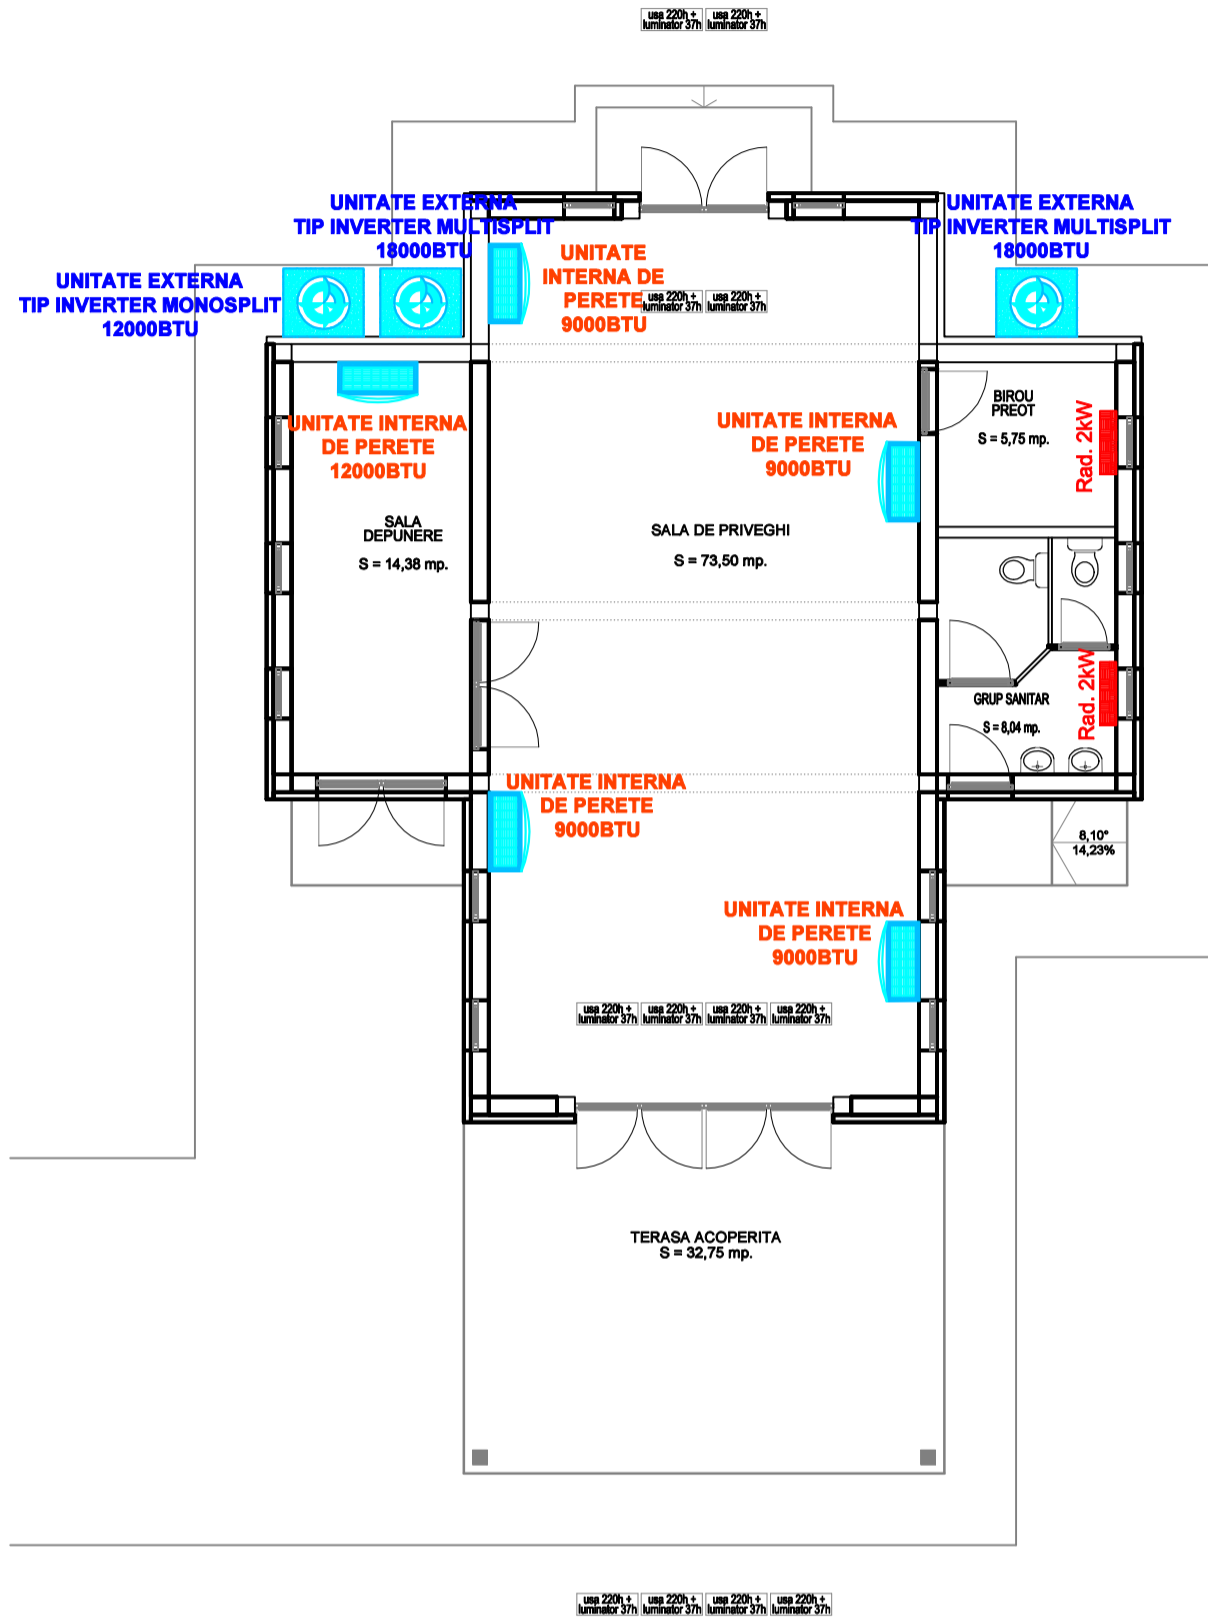 usa 220h +
luminator 37h
usa 220h +
luminator 37h
UNITATE EXTERNA
TIP INVERTER MULTISPLIT
18000BTU
UNITATE EXTERNA
TIP INVERTER MULTISPLIT
18000BTU
UNITATE EXTERNA
TIP INVERTER MONOSPLIT
12000BTU
UNITATE
INTERNA DE
PERETE
9000BTU
usa 220h +
luminator 37h
usa 220h +
luminator 37h
UNITATE INTERNA
DE PERETE
12000BTU
UNITATE INTERNA
DE PERETE
9000BTU
BIROU
PREOT
S = 5,75 mp.
Rad. 2kW
SALA
DEPUNERE
S = 14,38 mp.
SALA DE PRIVEGHI
S = 73,50 mp.
GRUP SANITAR
S = 8,04 mp.
Rad. 2kW
UNITATE INTERNA
DE PERETE
9000BTU
8,10°
14,23%
UNITATE INTERNA
DE PERETE
9000BTU
usa 220h +
luminator 37h
usa 220h +
luminator 37h
usa 220h +
luminator 37h
usa 220h +
luminator 37h
TERASA ACOPERITA
S = 32,75 mp.
usa 220h +
luminator 37h
usa 220h +
luminator 37h
usa 220h +
luminator 37h
usa 220h +
luminator 37h